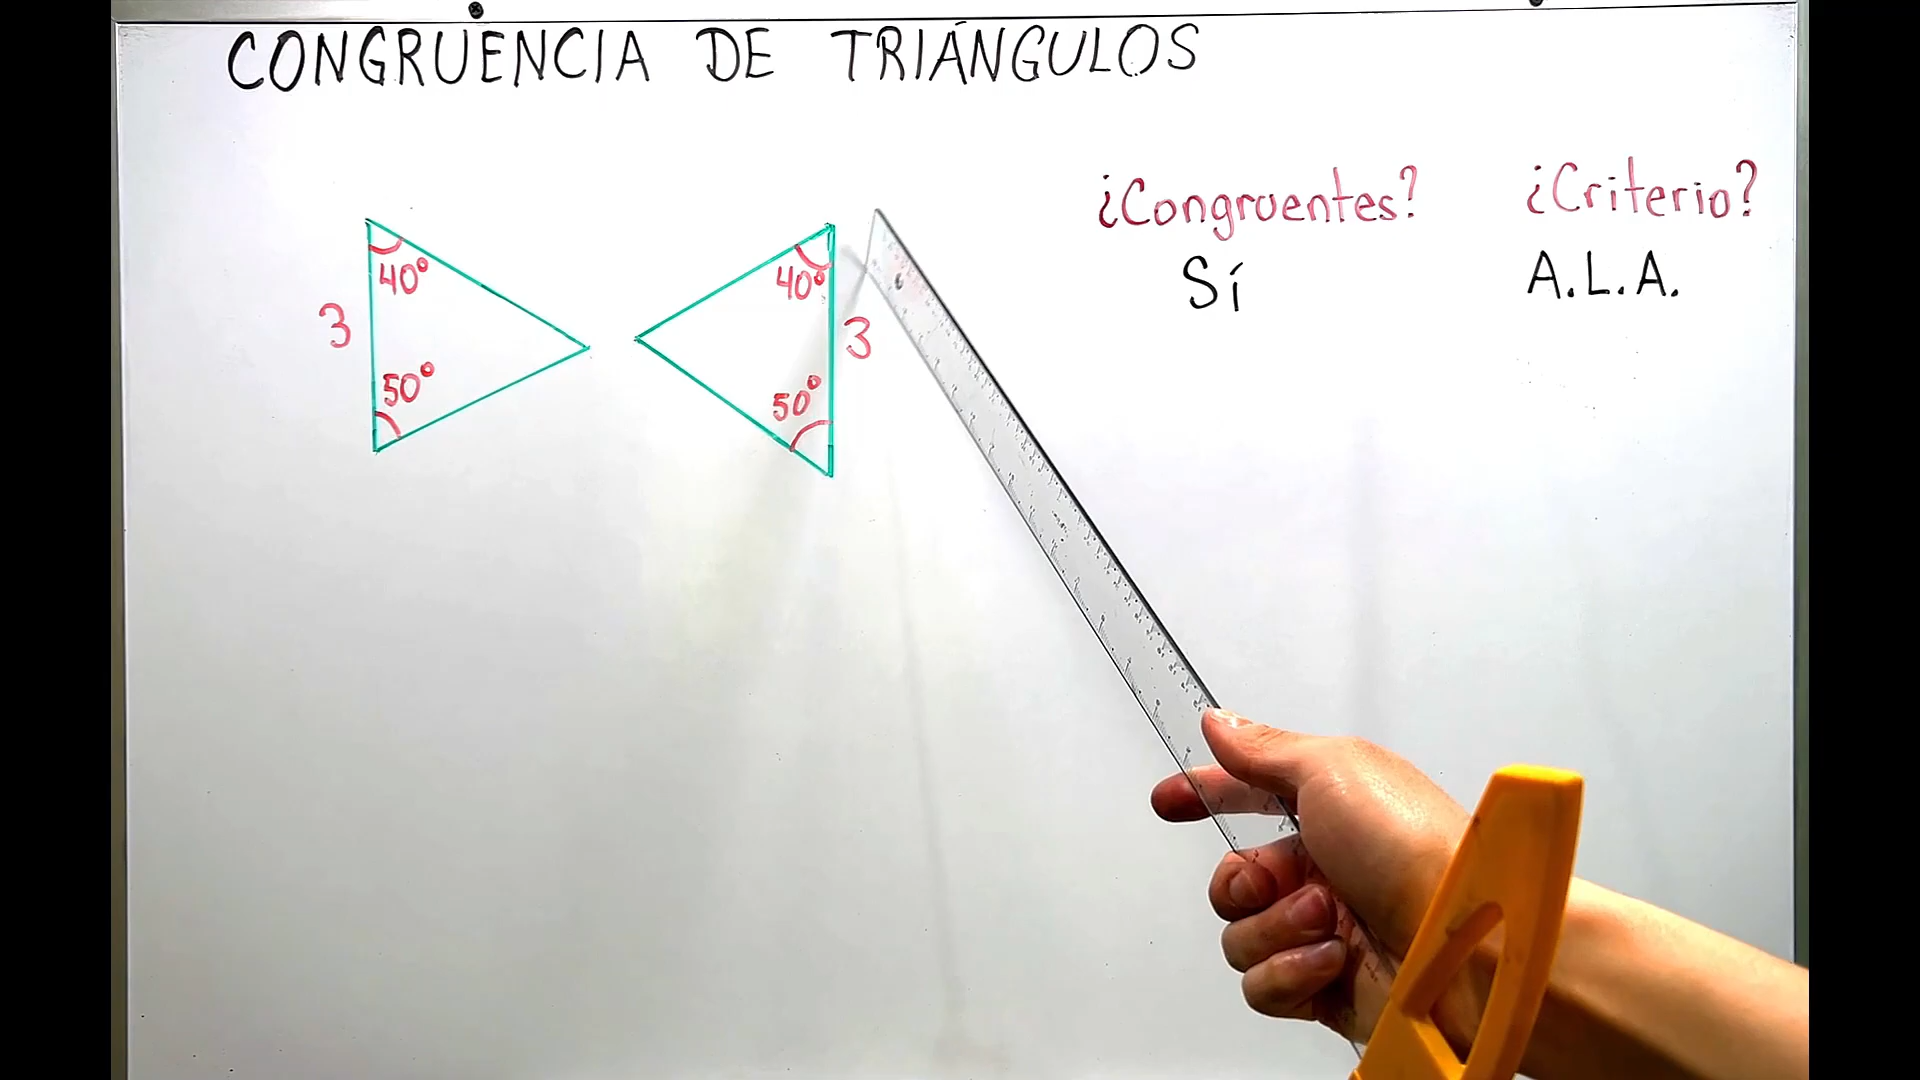 CONGRUENCIA DE TRIÁNGULOS
¿Congruentes? ¿Criterio?
Sí A.L.A.
40° 40°
3 3
50° 50°